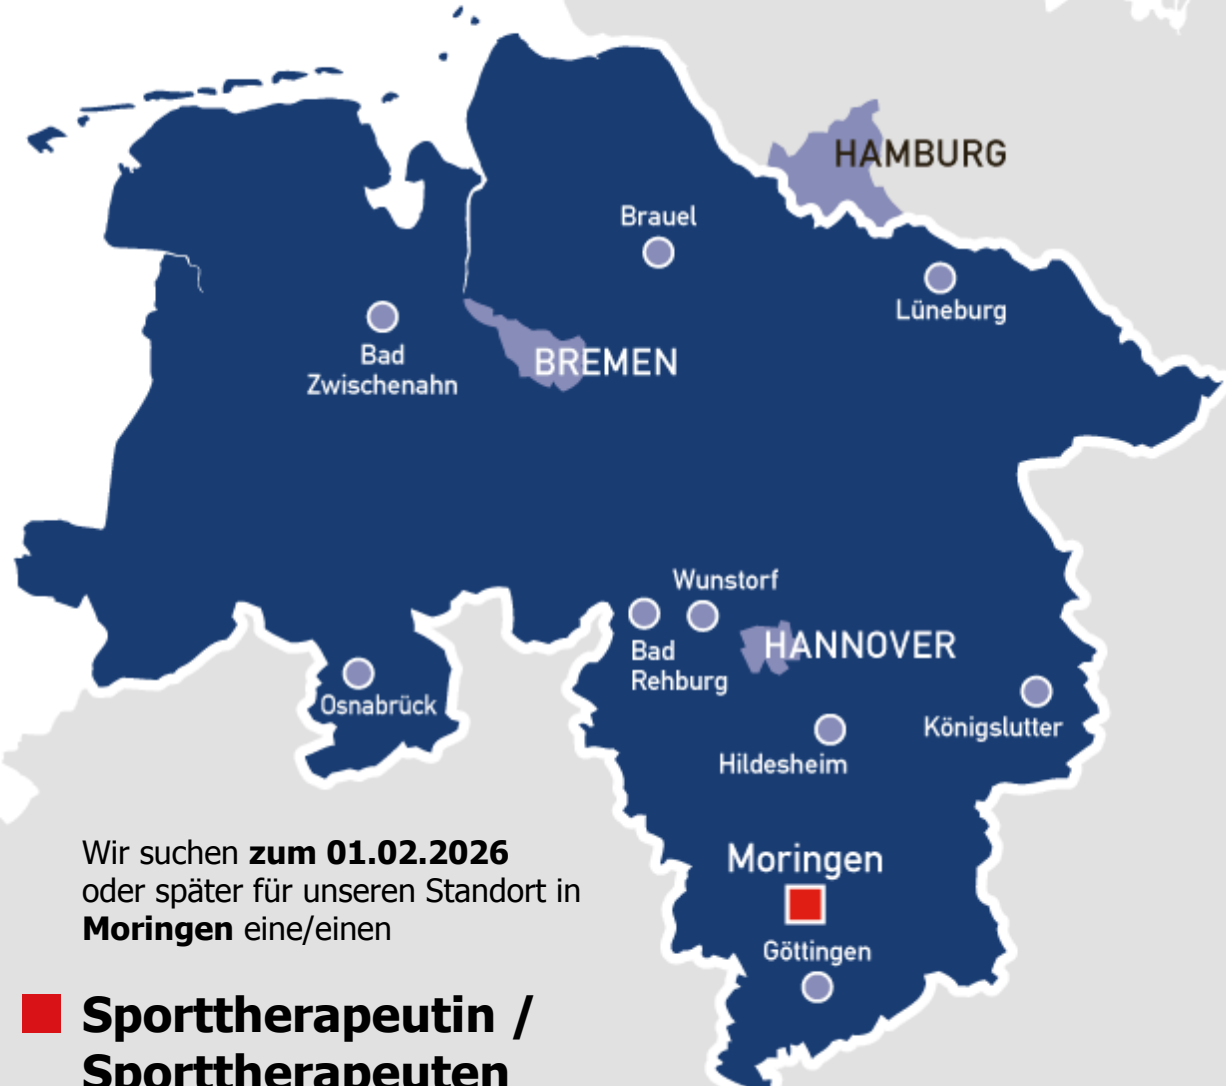 HAMBURG
Brauel
Lüneburg
Bad
Zwischenahn
BREMEN
Wunstorf
Bad
Rehburg
HANNOVER
Osnabrück
Königslutter
Hildesheim
Moringen
Göttingen
Wir suchen zum 01.02.2026
oder später für unseren Standort in
Moringen eine/einen
Sporttherapeutin /
Sporttherapeuten